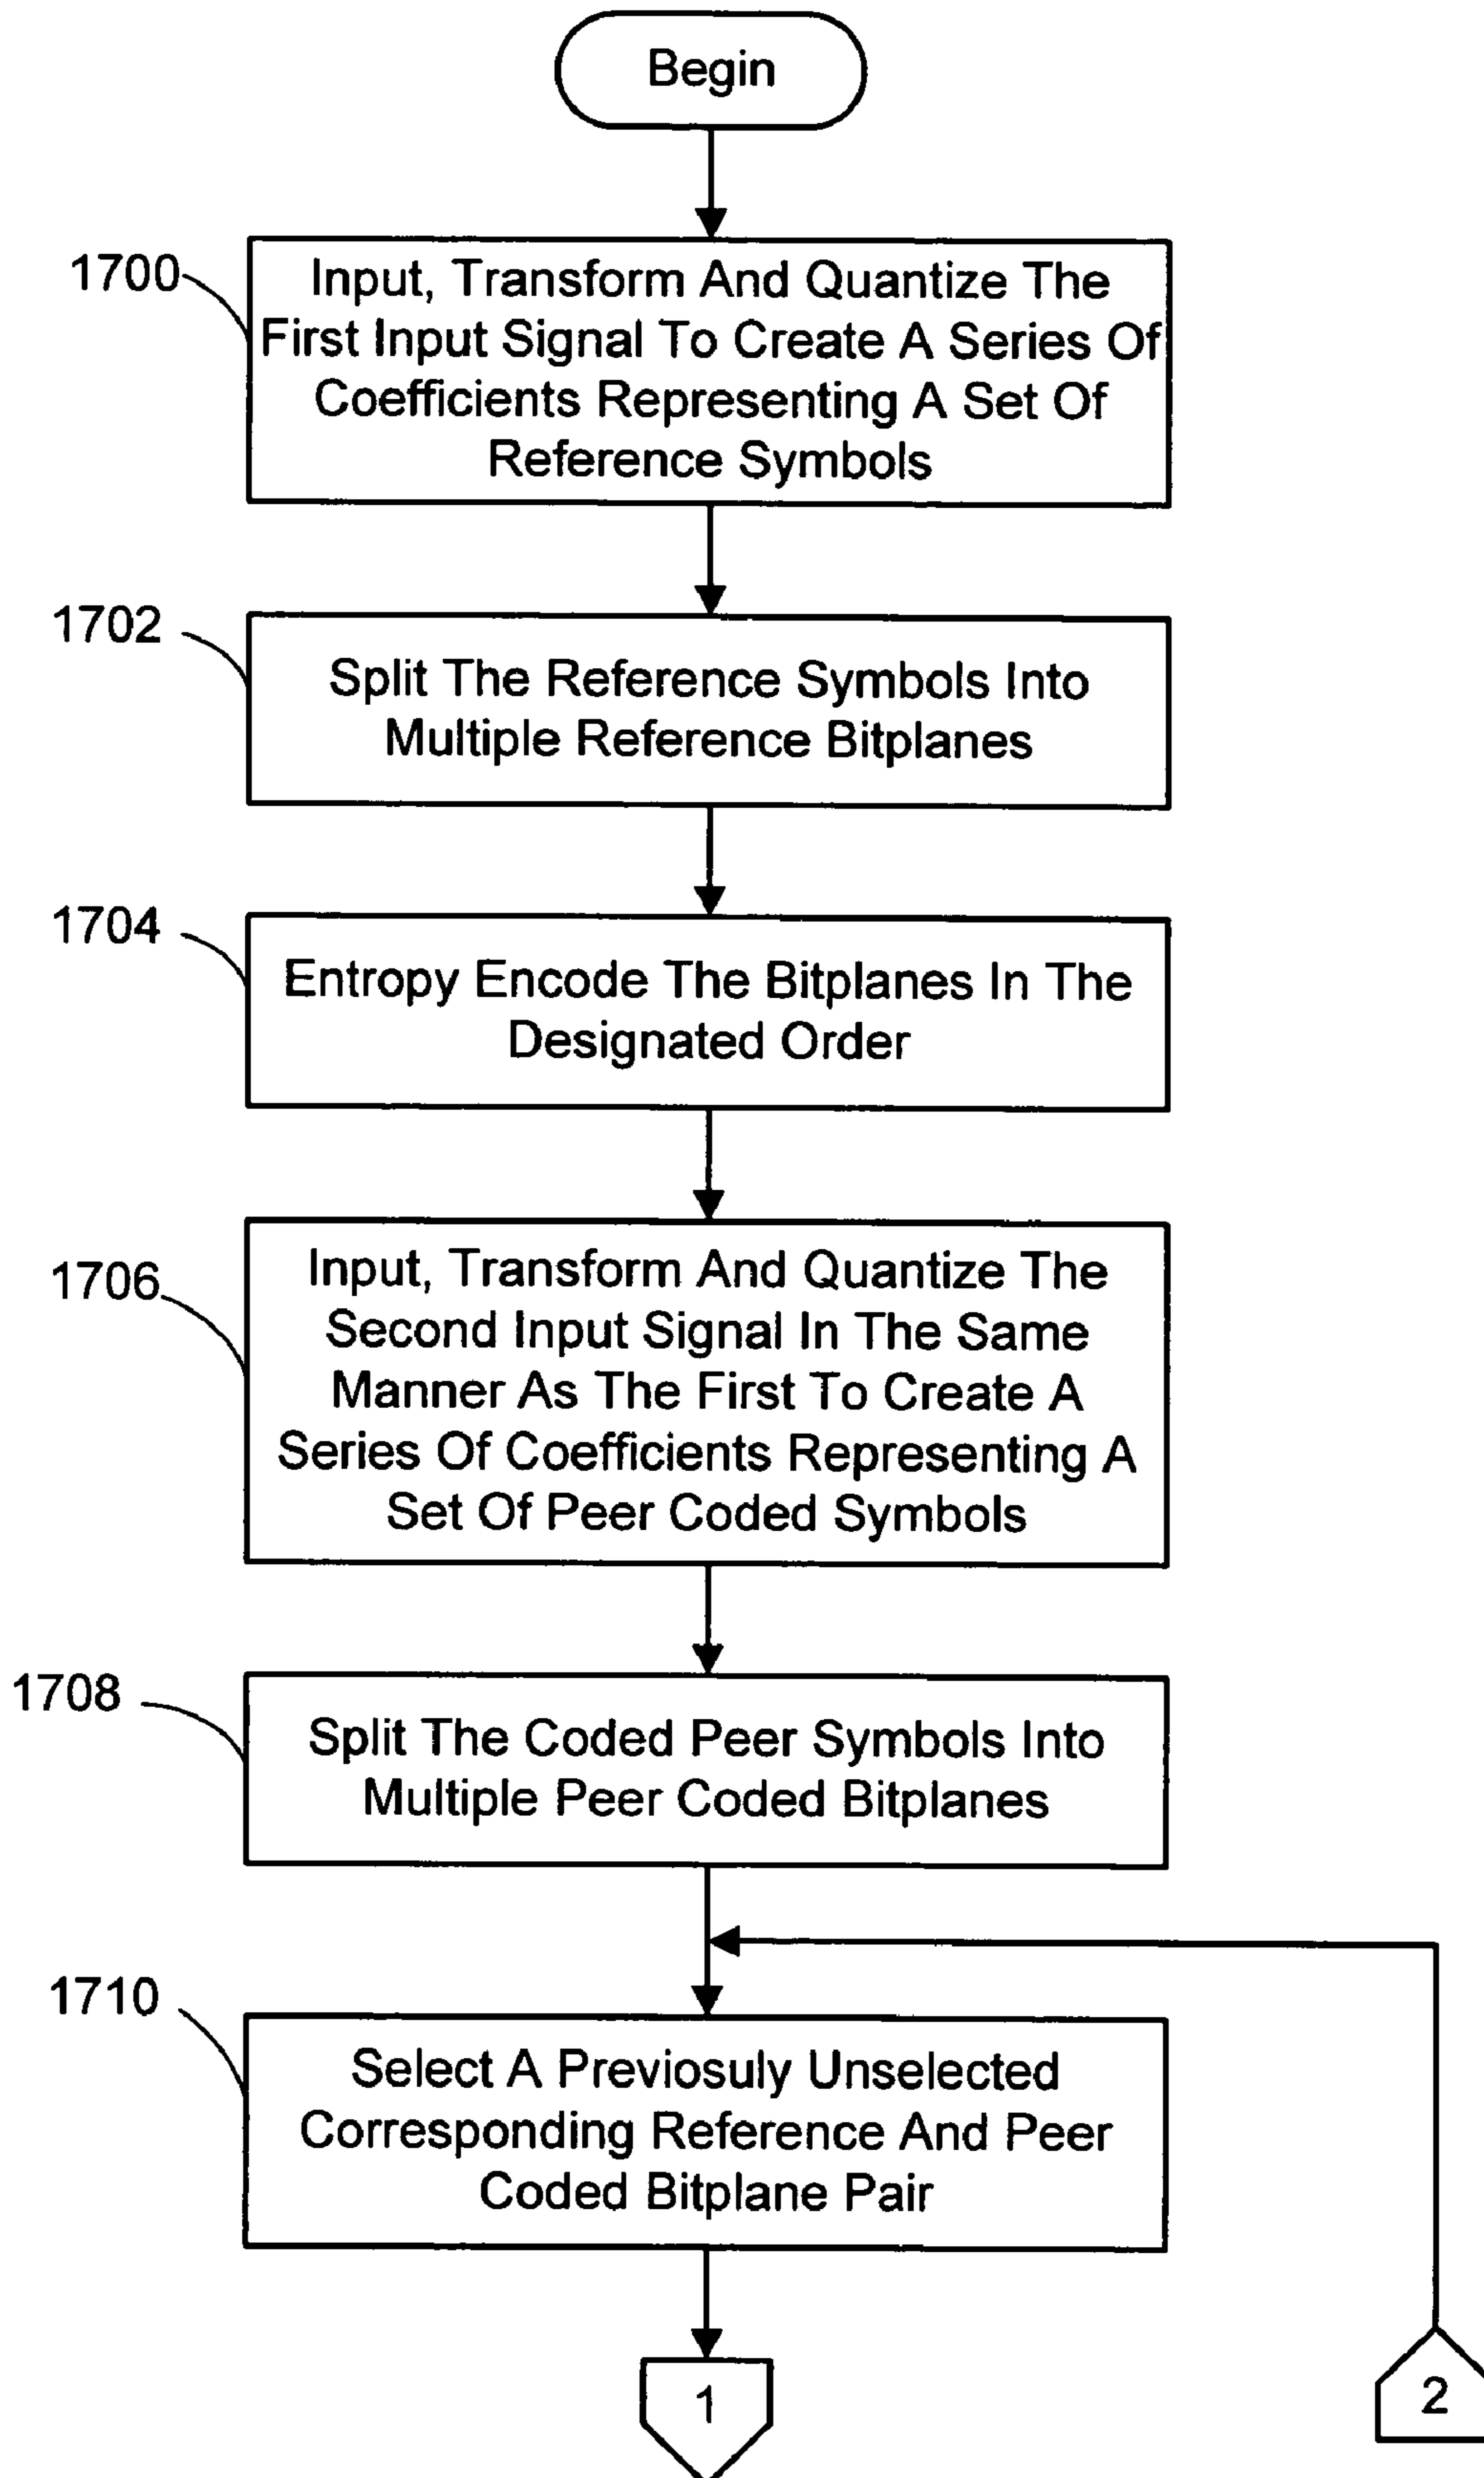 Begin
1700
Input, Transform And Quantize The
First Input Signal To Create A Series Of
Coefficients Representing A Set Of
Reference Symbols
1702
Split The Reference Symbols Into
Multiple Reference Bitplanes
1704
Entropy Encode The Bitplanes In The
Designated Order
1706
Input, Transform And Quantize The
Second Input Signal In The Same
Manner As The First To Create A
Series Of Coefficients Representing A
Set Of Peer Coded Symbols
1708
Split The Coded Peer Symbols Into
Multiple Peer Coded Bitplanes
1710
Select A Previosuly Unselected
Corresponding Reference And Peer
Coded Bitplane Pair
1
2